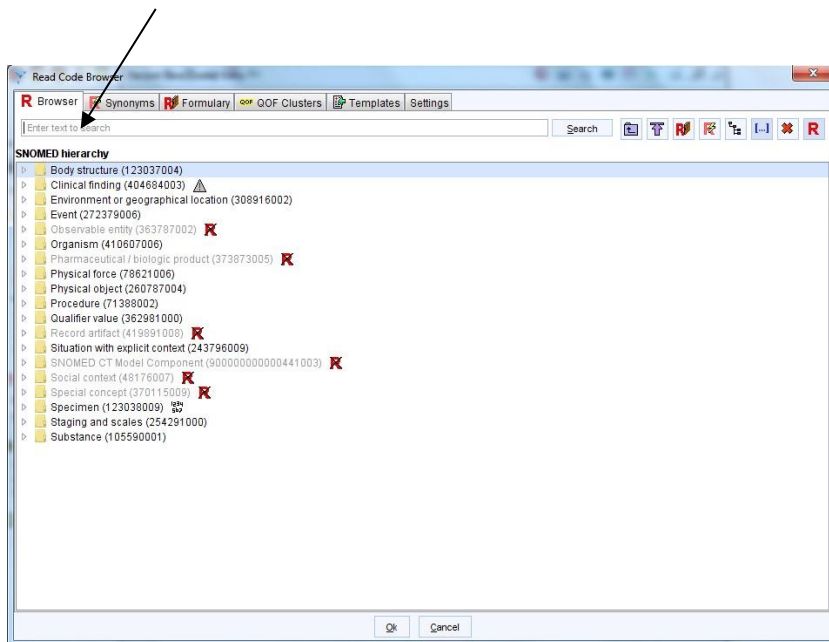 Read Code Browser
Browser Synonyms Formulary QOF QOF Clusters Templates Settings
Enter text to search Search
SNOMED hierarchy
Body structure (123037004)
Clinical finding (404684003)
Environment or geographical location (308916002)
Event (272379006)
Observable entity (363787002)
Organism (410607006)
Pharmaceutical / biologic product (373873005)
Physical force (78621006)
Physical object (260787004)
Procedure (71388002)
Qualifier value (362981000)
Record artifact (419891008)
Situation with explicit context (243796009)
SNOMED CT Model Component (900000000000441003)
Social context (48176007)
Special concept (370115009)
Specimen (123038009)
Staging and scales (254291000)
Substance (105590001)
Ok Cancel